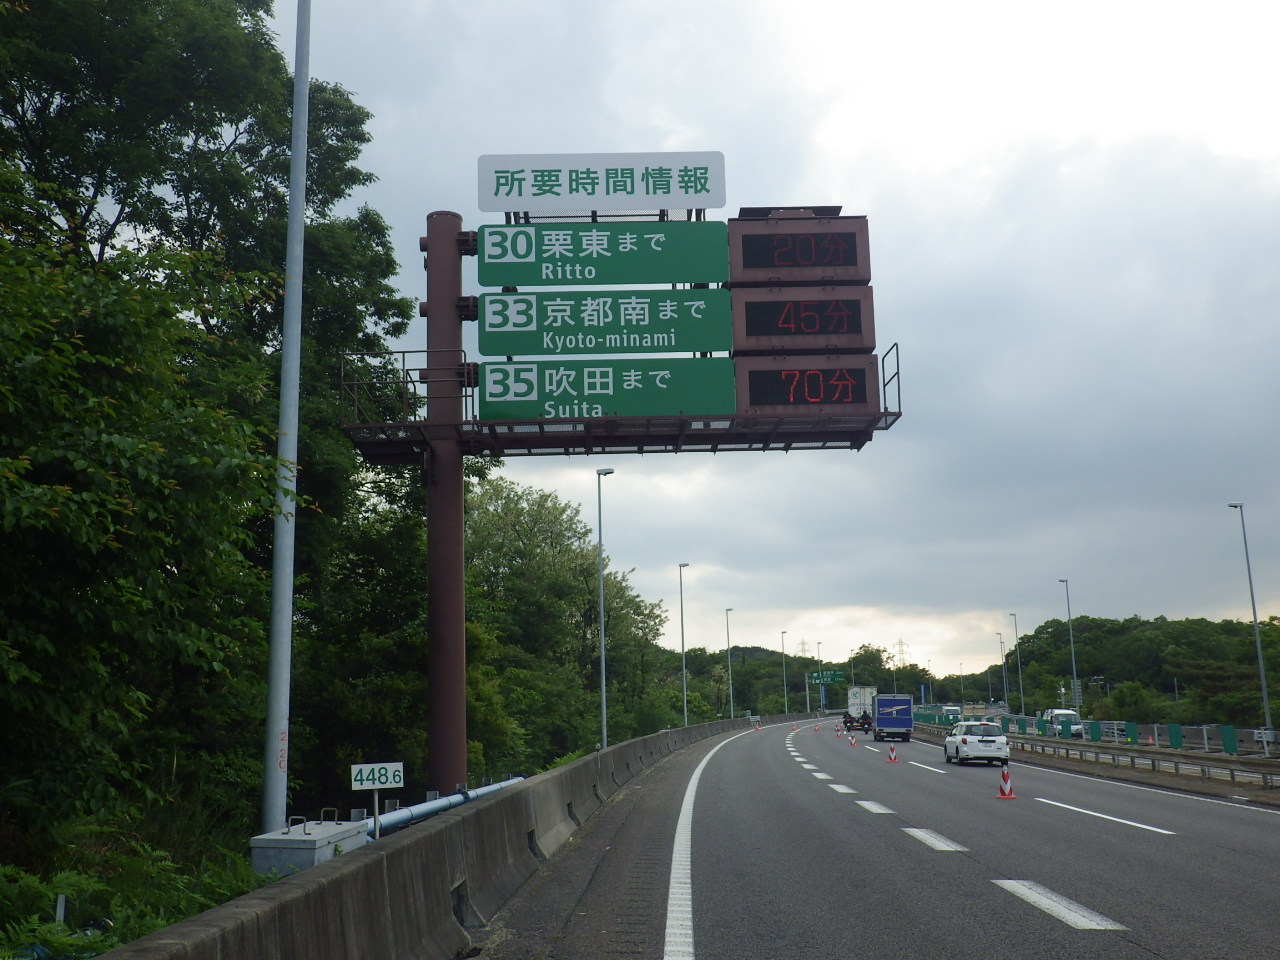 所要時間情報
30 栗東まで 20分
Ritto
33 京都南まで 45分
Kyoto-minami
35 吹田まで 70分
Suita
448.6